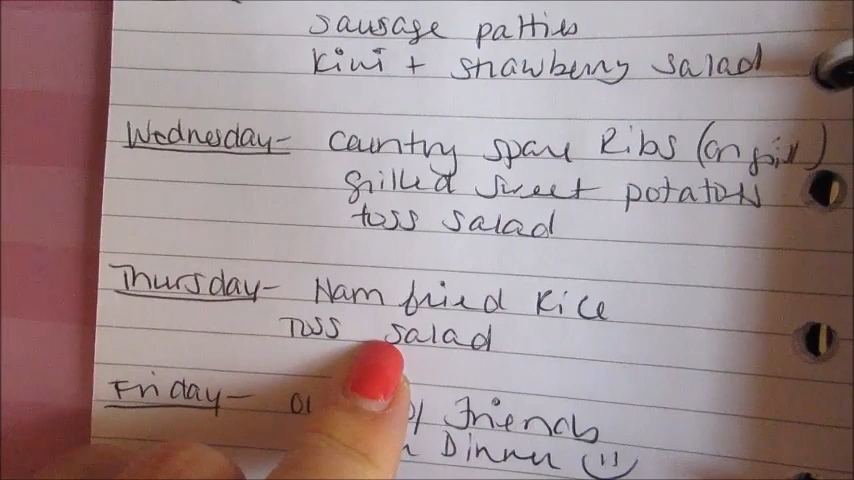 Sausage patties
Kiwi + strawberry salad
Wednesday- Country spare Ribs (on grill)
grilled sweet potatoes
toss salad
Thursday- Ham fried Rice
Toss salad
Friday- Friends
Dinner